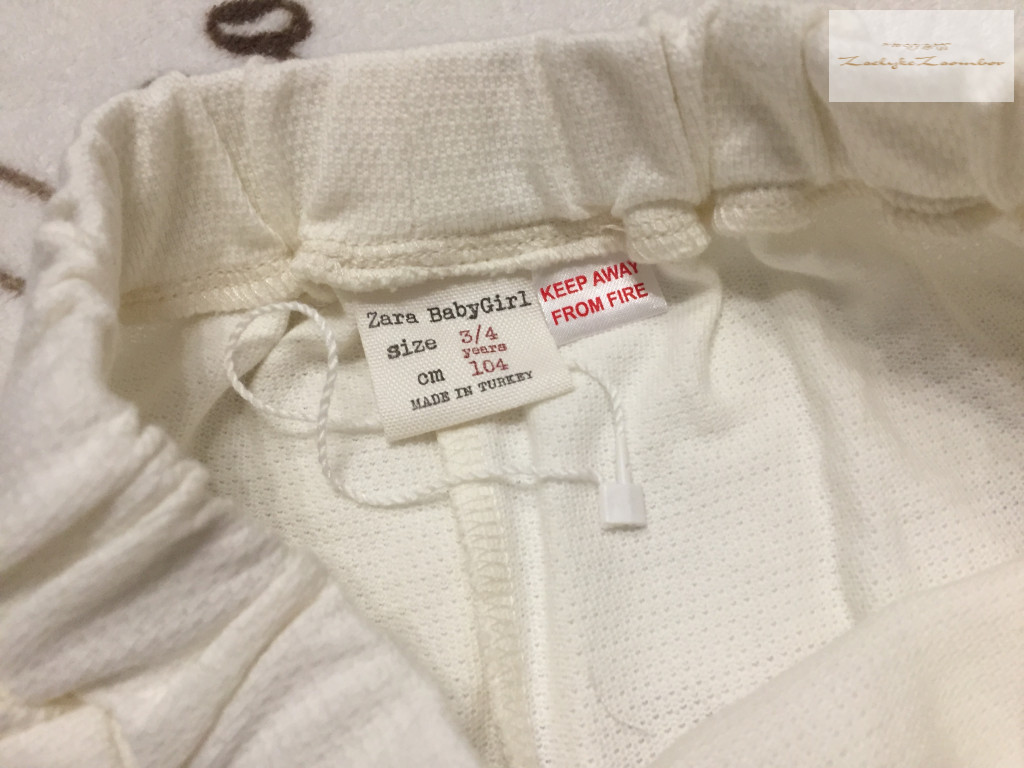 Zara BabyGirl
size 3/4
years
cm 104
MADE IN TURKEY
KEEP AWAY
FROM FIRE